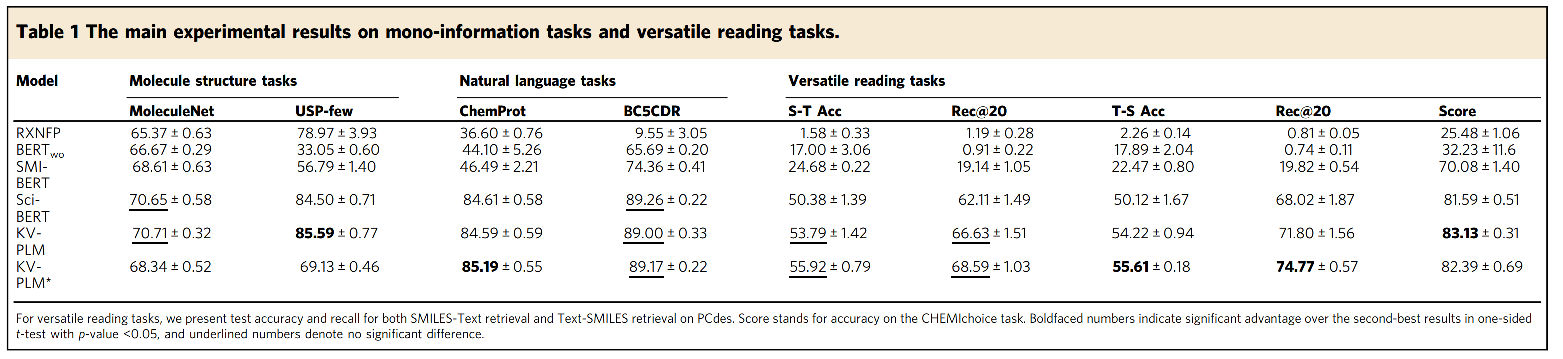 Table 1 The main experimental results on mono-information tasks and versatile reading tasks.
Model Molecule structure tasks Natural language tasks Versatile reading tasks
MoleculeNet USP-few ChemProt BC5CDR S-T Acc Rec@20 T-S Acc Rec@20 Score
RXNFP 65.37 ± 0.63 78.97 ± 3.93 36.60 ± 0.76 9.55 ± 3.05 1.58 ± 0.33 1.19 ± 0.28 2.26 ± 0.14 0.81 ± 0.05 25.48 ± 1.06
BERTwo 66.67 ± 0.29 33.05 ± 0.60 44.10 ± 5.26 65.69 ± 0.20 17.00 ± 3.06 0.91 ± 0.22 17.89 ± 2.04 0.74 ± 0.11 32.23 ± 11.6
SMI- 68.61 ± 0.63 56.79 ± 1.40 46.49 ± 2.21 74.36 ± 0.41 24.68 ± 0.22 19.14 ± 1.05 22.47 ± 0.80 19.82 ± 0.54 70.08 ± 1.40
BERT
Sci- 70.65 ± 0.58 84.50 ± 0.71 84.61 ± 0.58 89.26 ± 0.22 50.38 ± 1.39 62.11 ± 1.49 50.12 ± 1.67 68.02 ± 1.87 81.59 ± 0.51
BERT
KV- 70.71 ± 0.32 85.59 ± 0.77 84.59 ± 0.59 89.00 ± 0.33 53.79 ± 1.42 66.63 ± 1.51 54.22 ± 0.94 71.80 ± 1.56 83.13 ± 0.31
PLM
KV- 68.34 ± 0.52 69.13 ± 0.46 85.19 ± 0.55 89.17 ± 0.22 55.92 ± 0.79 68.59 ± 1.03 55.61 ± 0.18 74.77 ± 0.57 82.39 ± 0.69
PLM*
For versatile reading tasks, we present test accuracy and recall for both SMILES-Text retrieval and Text-SMILES retrieval on PCdes. Score stands for accuracy on the CHEMIchoice task. Boldfaced numbers indicate significant advantage over the second-best results in one-sided
t-test with p-value <0.05, and underlined numbers denote no significant difference.